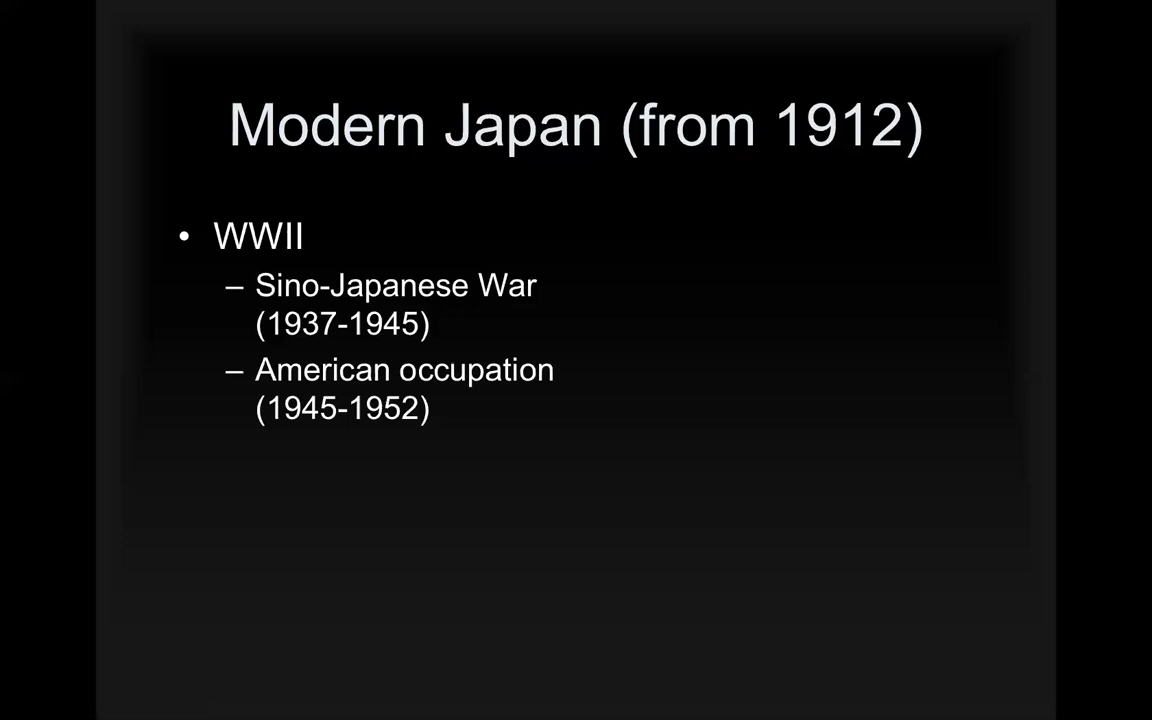 Modern Japan (from 1912)
• WWII
– Sino-Japanese War
(1937-1945)
– American occupation
(1945-1952)